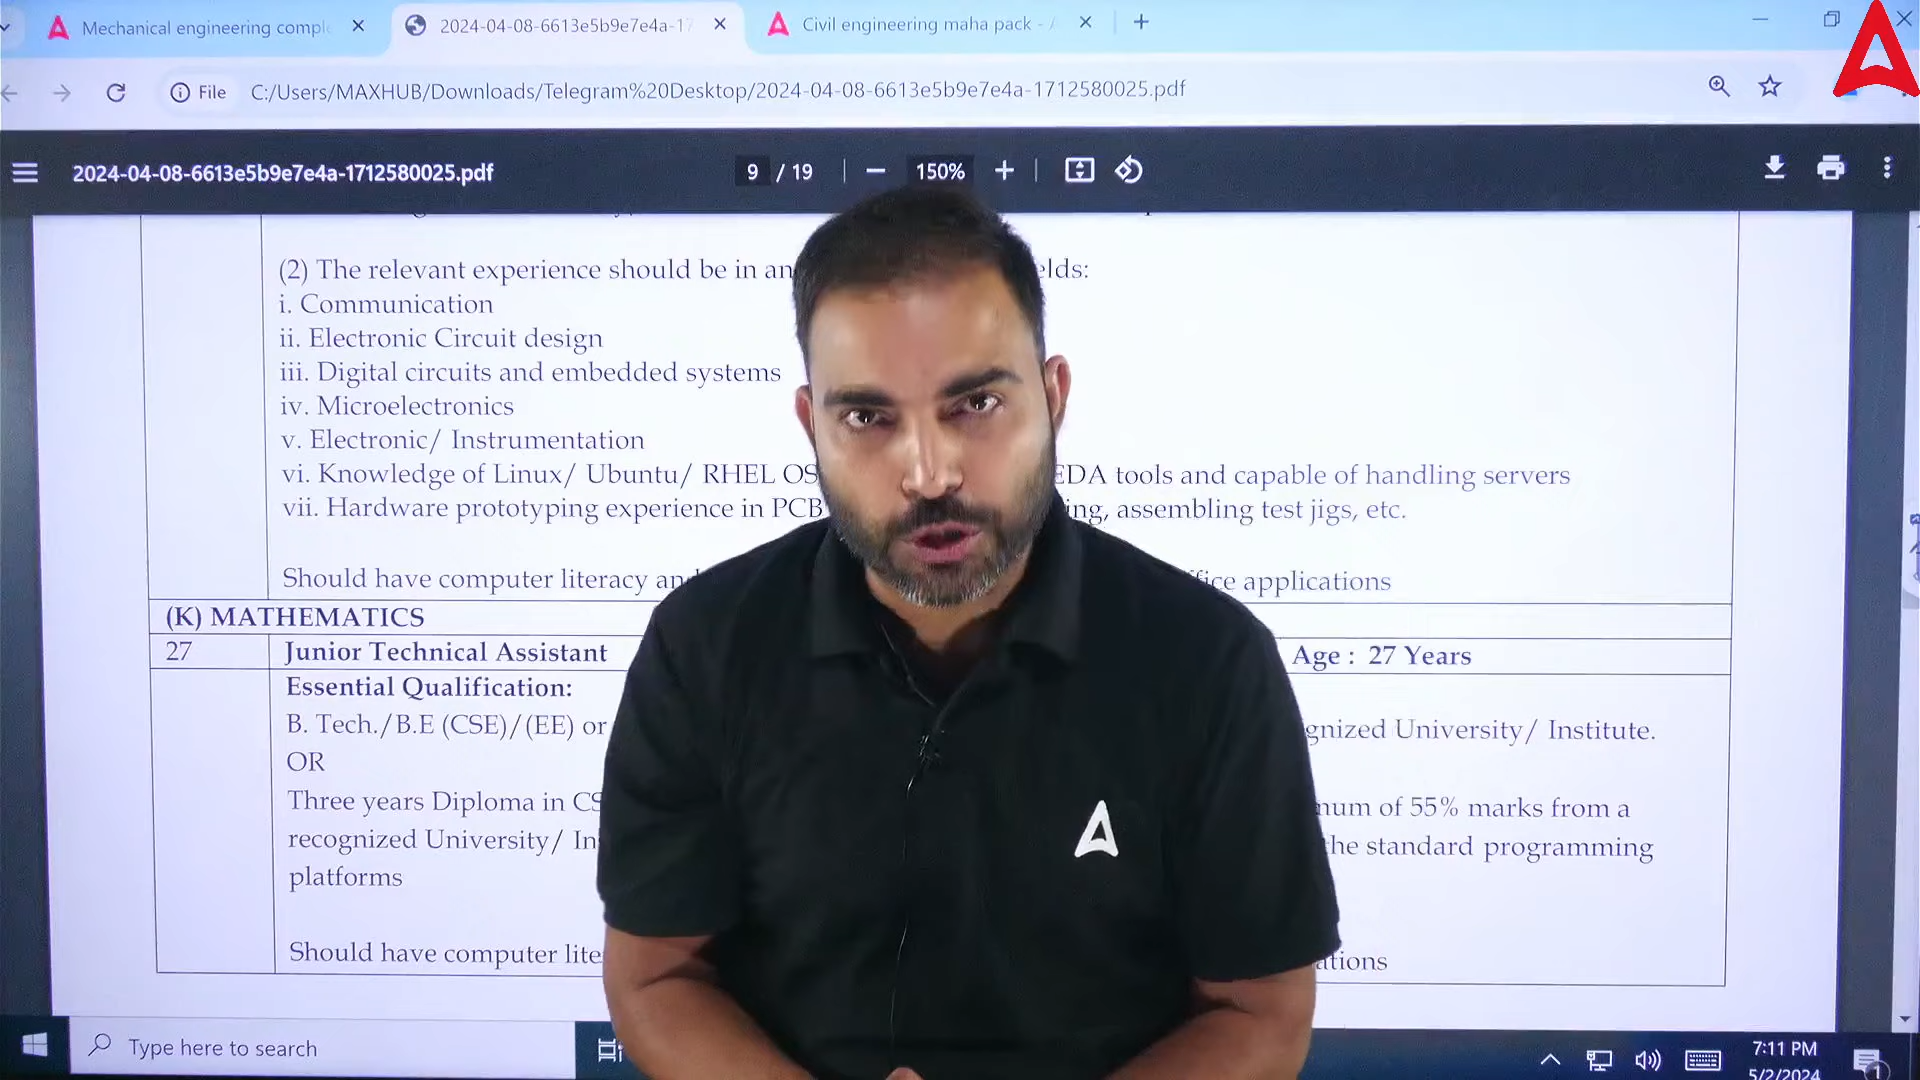 Mechanical engineering comple
2024-04-08-6613e5b9e7e4a-17
Civil engineering maha pack - A
File
C:/Users/MAXHUB/Downloads/Telegram%20Desktop/2024-04-08-6613e5b9e7e4a-1712580025.pdf
2024-04-08-6613e5b9e7e4a-1712580025.pdf
9 / 19
150%
(2) The relevant experience should be in an elds:
i. Communication
ii. Electronic Circuit design
iii. Digital circuits and embedded systems
iv. Microelectronics
v. Electronic/ Instrumentation
vi. Knowledge of Linux/ Ubuntu/ RHEL OS EDA tools and capable of handling servers
vii. Hardware prototyping experience in PCB ing, assembling test jigs, etc.
Should have computer literacy and fice applications
(K) MATHEMATICS
27 Junior Technical Assistant Age : 27 Years
Essential Qualification:
B. Tech./B.E (CSE)/(EE) or gnized University/ Institute.
OR
Three years Diploma in CS num of 55% marks from a
recognized University/ In the standard programming
platforms
Should have computer lite ations
Type here to search
7:11 PM
5/2/2024
1